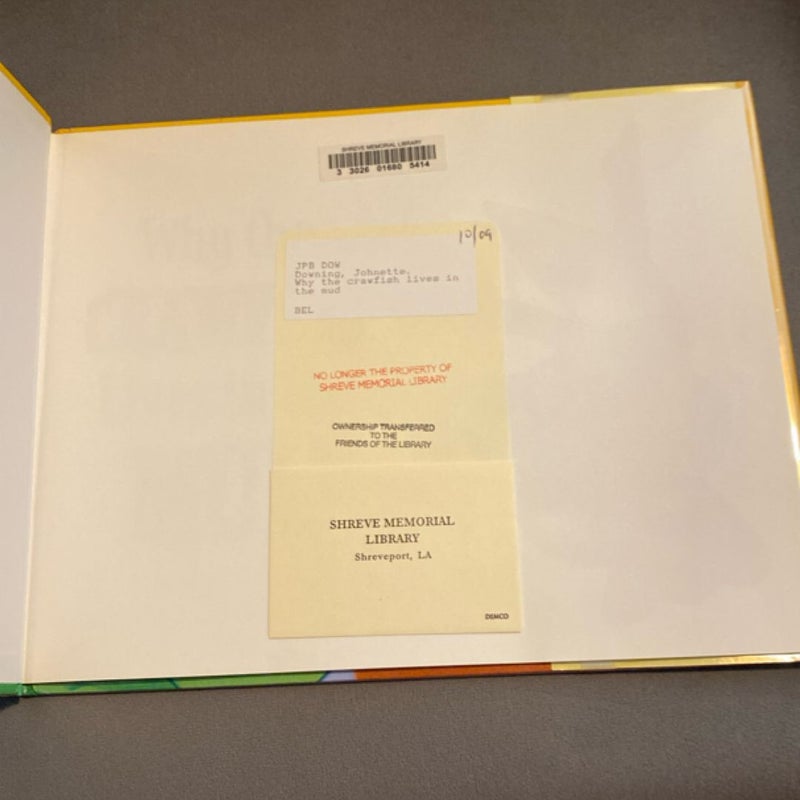 SHREVE MEMORIAL LIBRARY
3 3026 01680 5414
10/09
JPB DOW
Downing, Johnette.
Why the crawfish lives in
the mud
BEL
NO LONGER THE PROPERTY OF
SHREVE MEMORIAL LIBRARY
OWNERSHIP TRANSFERRED
TO THE
FRIENDS OF THE LIBRARY
SHREVE MEMORIAL
LIBRARY
Shreveport, LA
DEMCO